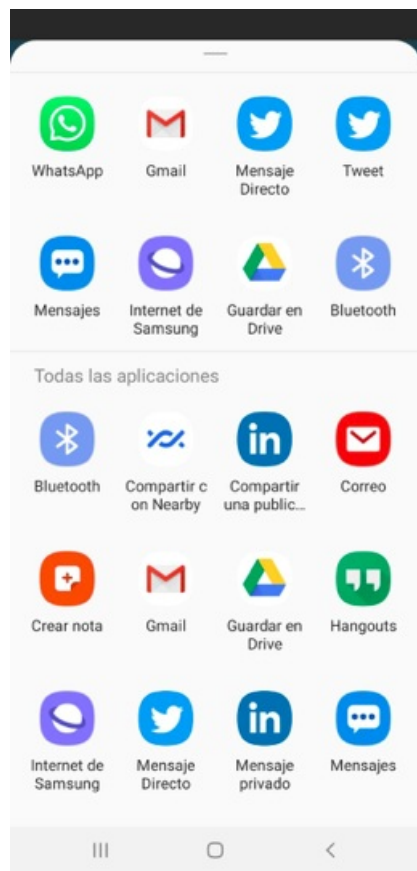 WhatsApp
Gmail
Mensaje
Directo
Tweet
Mensajes
Internet de
Samsung
Guardar en
Drive
Bluetooth
Todas las aplicaciones
Bluetooth
Compartir c
on Nearby
Compartir
una public...
Correo
Crear nota
Gmail
Guardar en
Drive
Hangouts
Internet de
Samsung
Mensaje
Directo
Mensaje
privado
Mensajes